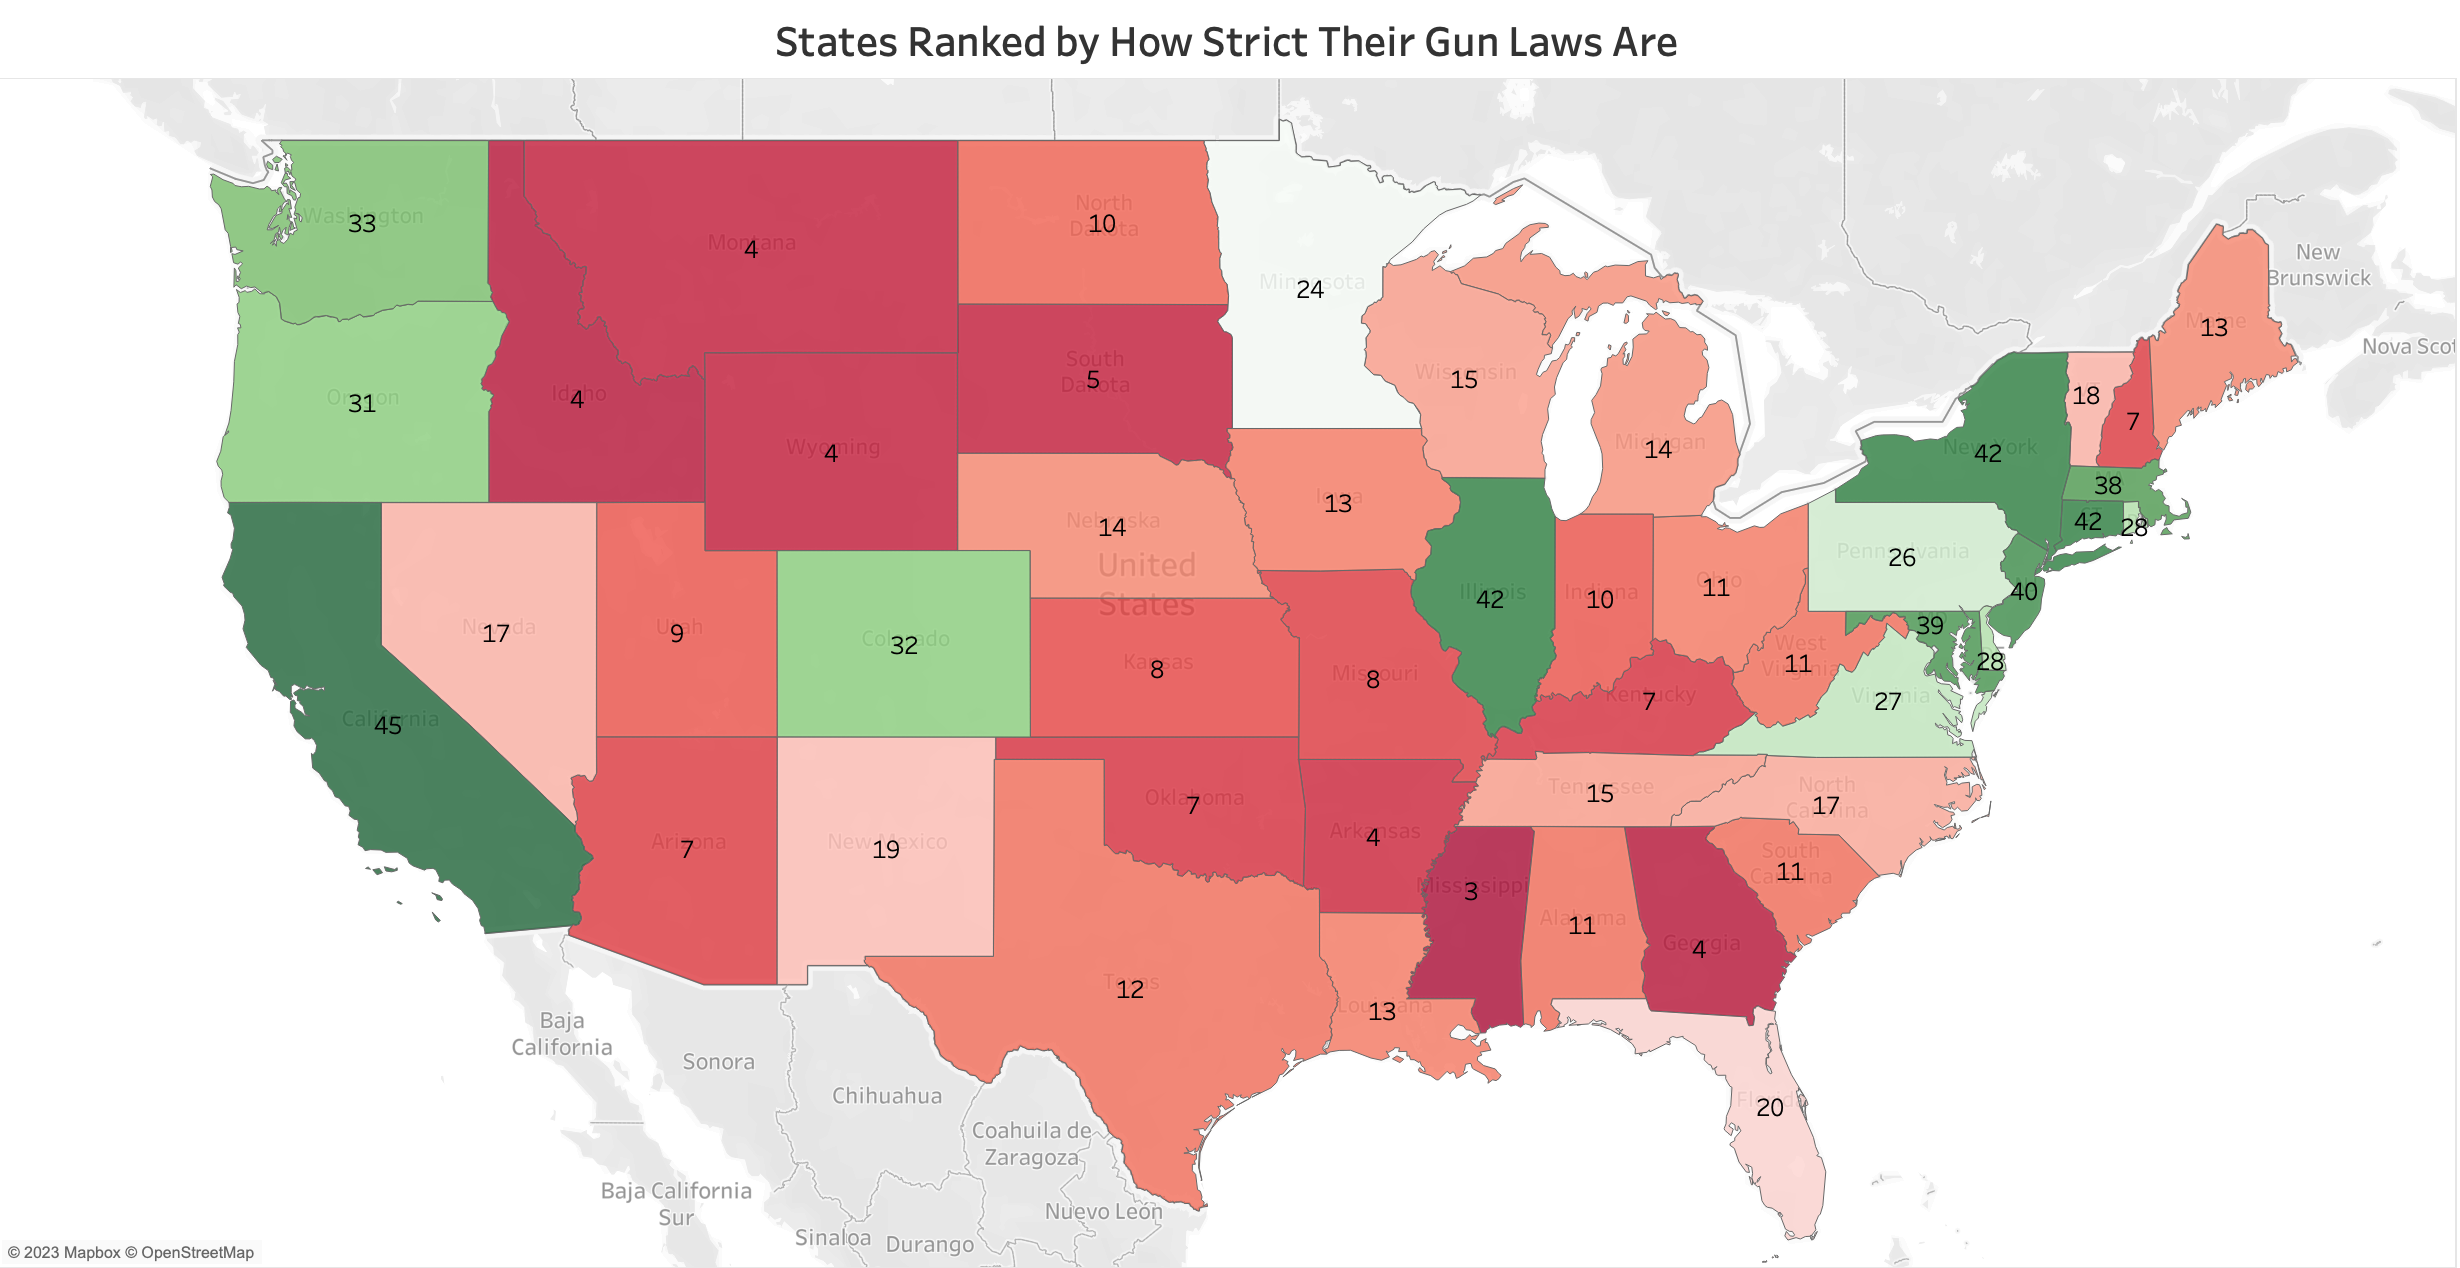 States Ranked by How Strict Their Gun Laws Are
Washington
33
Montana
4
North
Dakota
10
Minnesota
24
New
Brunswick
Nova Scot
Maine
13
Oregon
31
Idaho
4
Wyoming
4
South
Dakota
5
Wisconsin
15
Michigan
14
New York
42
18
7
38
42
28
California
45
Nevada
17
Utah
9
Colorado
32
Nebraska
14
United
States
Kansas
8
Iowa
13
Missouri
8
Illinois
42
Indiana
10
Ohio
11
Pennsylvania
26
40
MD
39
28
West
Virginia
11
Virginia
27
Kentucky
7
Arizona
7
New Mexico
19
Oklahoma
7
Arkansas
4
Tennessee
15
North
Carolina
17
South
Carolina
11
Mississippi
3
Alabama
11
Georgia
4
Texas
12
Louisiana
13
Florida
20
Baja
California
Sonora
Chihuahua
Coahuila de
Zaragoza
Baja California
Sur
Sinaloa
Durango
Nuevo León
© 2023 Mapbox © OpenStreetMap